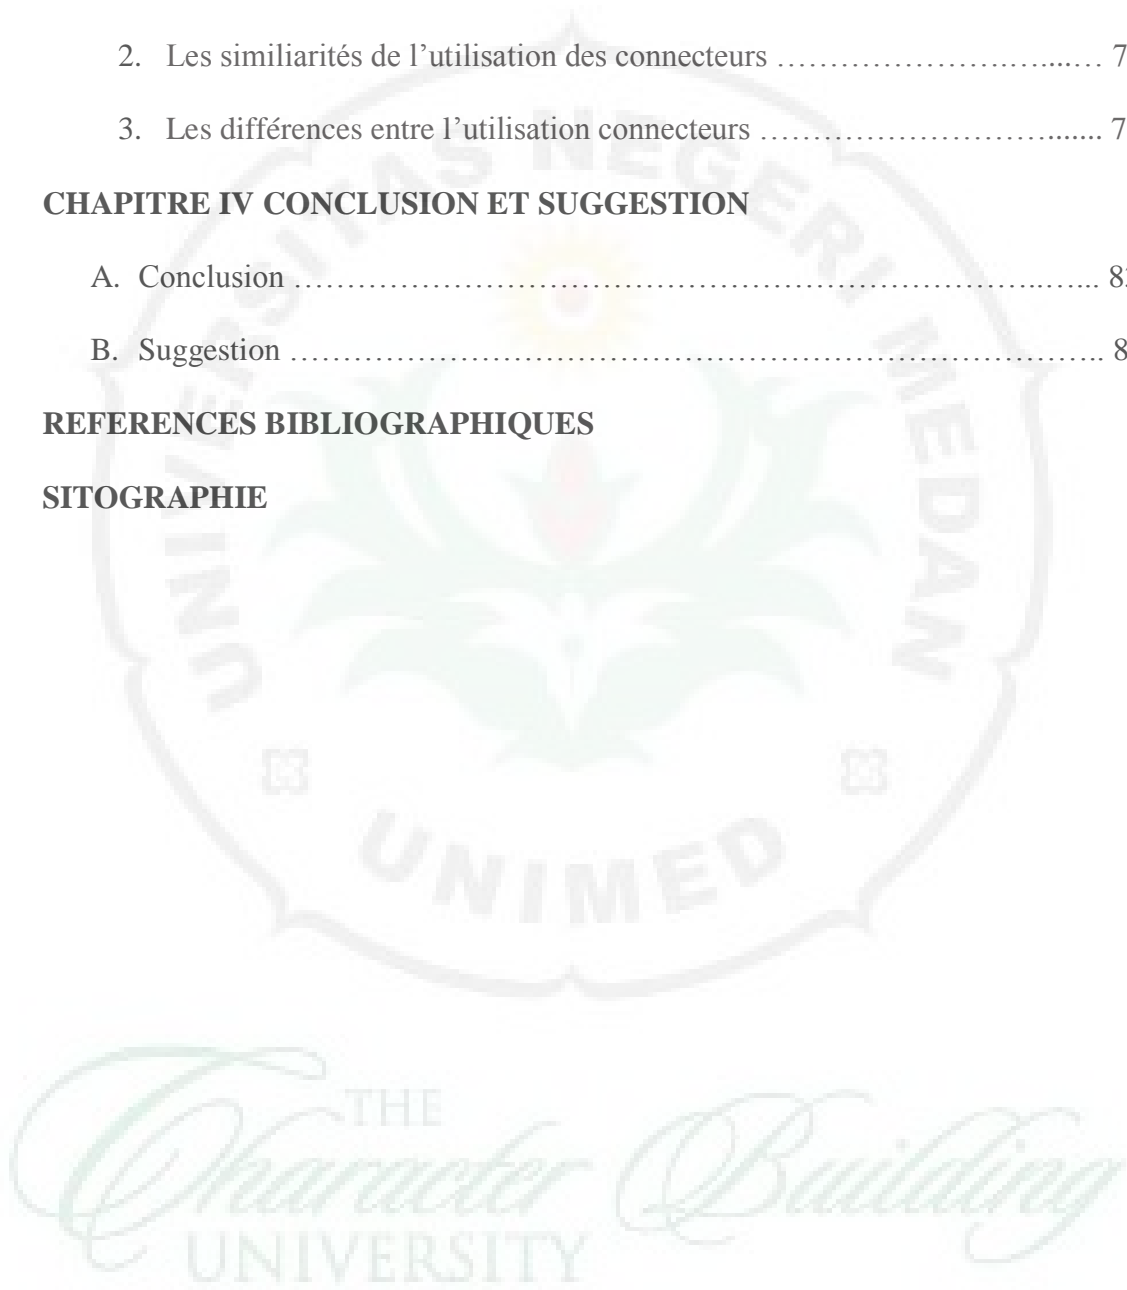 2. Les similiarités de l’utilisation des connecteurs ……………………………… 7
3. Les différences entre l’utilisation connecteurs ……………………………....... 7
CHAPITRE IV CONCLUSION ET SUGGESTION
A. Conclusion ……………………………………………………………………………... 8
B. Suggestion ……………………………………………………………………………….. 8
REFERENCES BIBLIOGRAPHIQUES
SITOGRAPHIE
UNIVERSITAS NEGERI MEDAN
UNIMED
THE
Character Building
UNIVERSITY